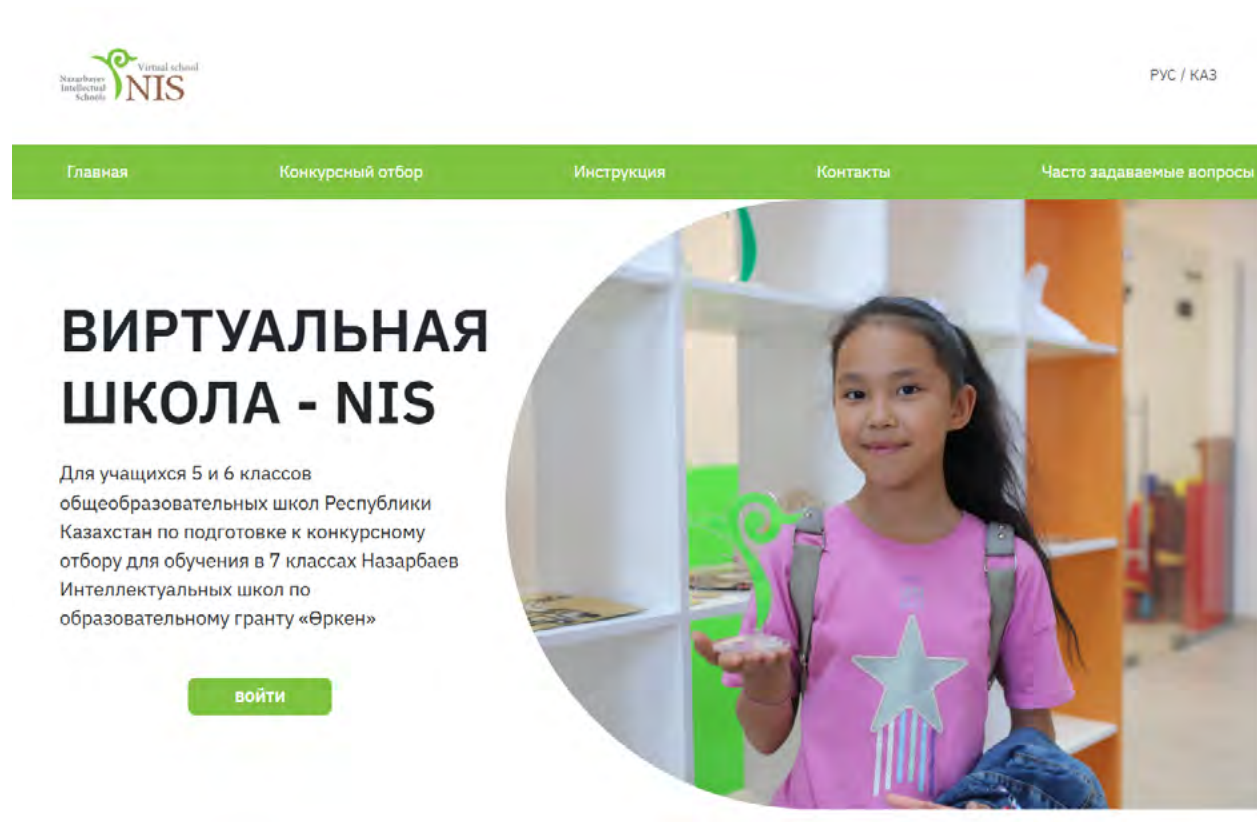 Nazarbayev
Intellectual
Schools
Virtual school
NIS
РУС / КАЗ
Главная
Конкурсный отбор
Инструкция
Контакты
Часто задаваемые вопросы
ВИРТУАЛЬНАЯ
ШКОЛА - NIS
Для учащихся 5 и 6 классов
общеобразовательных школ Республики
Казахстан по подготовке к конкурсному
отбору для обучения в 7 классах Назарбаев
Интеллектуальных школ по
образовательному гранту «Өркен»
ВОЙТИ